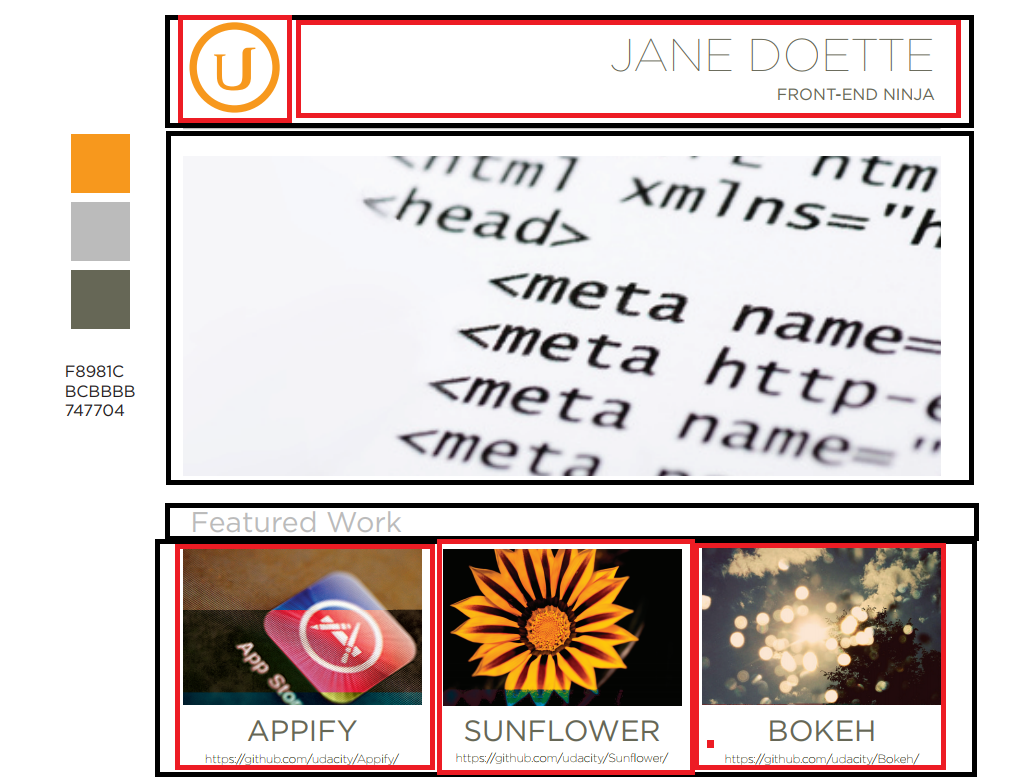 U
JANE DOETTE
FRONT-END NINJA
<html
xmlns="h
<head>
<meta name=
<meta http-e
<meta name="
<meta
F8981C
BCBBBB
747704
Featured Work
App Sto
APPIFY
SUNFLOWER
BOKEH
https://github.com/udacity/Appify/
https://github.com/udacity/Sunflower/
https://github.com/udacity/Bokeh/